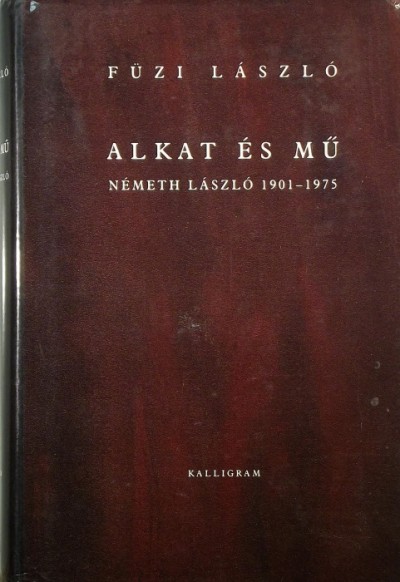 FÜZI LÁSZLÓ
ALKAT ÉS MŰ
NÉMETH LÁSZLÓ 1901–1975
KALLIGRAM